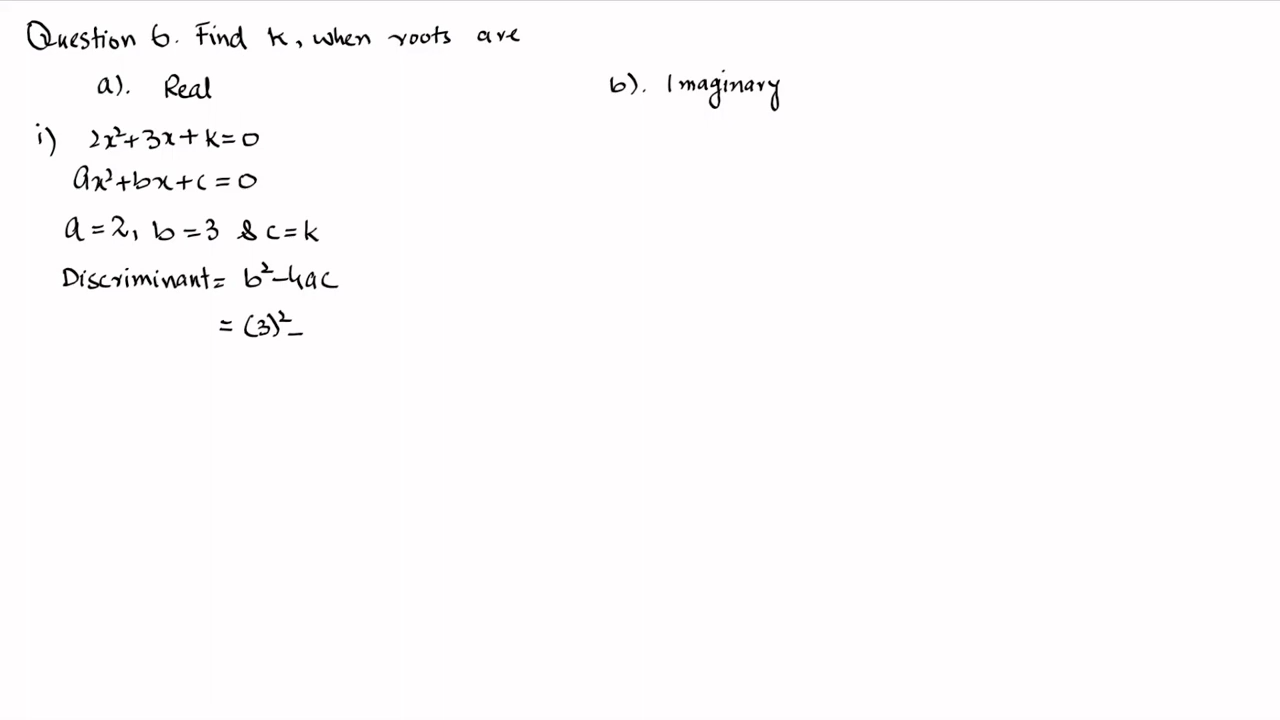 Question 6. Find k, when roots are
a). Real
b). Imaginary
i) 2x²+3x+k=0
ax²+bx+c=0
a=2, b=3 & c=k
Discriminant= b²-4ac
= (3)²-